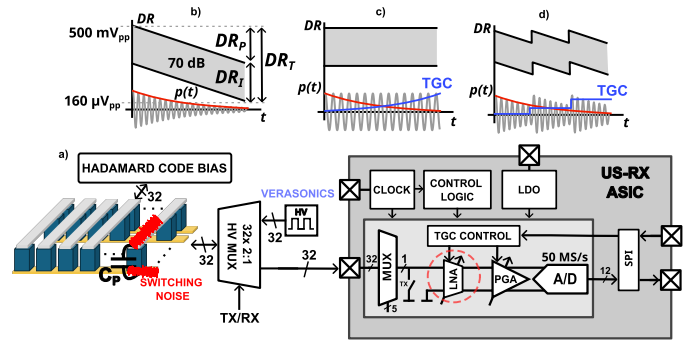 b)
DR
500 mVpp
70 dB
DRP
DRI
DRT
p(t)
160 µVpp
t
c)
DR
p(t)
TGC
t
d)
DR
p(t)
TGC
t
a)
HADAMARD CODE BIAS
32
CP
SWITCHING
NOISE
32
32x 2:1
HV MUX
TX/RX
VERASONICS
HV
32
32
US-RX
ASIC
CLOCK
CONTROL
LOGIC
LDO
TGC CONTROL
32
MUX
5
1
TX
LNA
PGA
50 MS/s
A/D
12
SPI